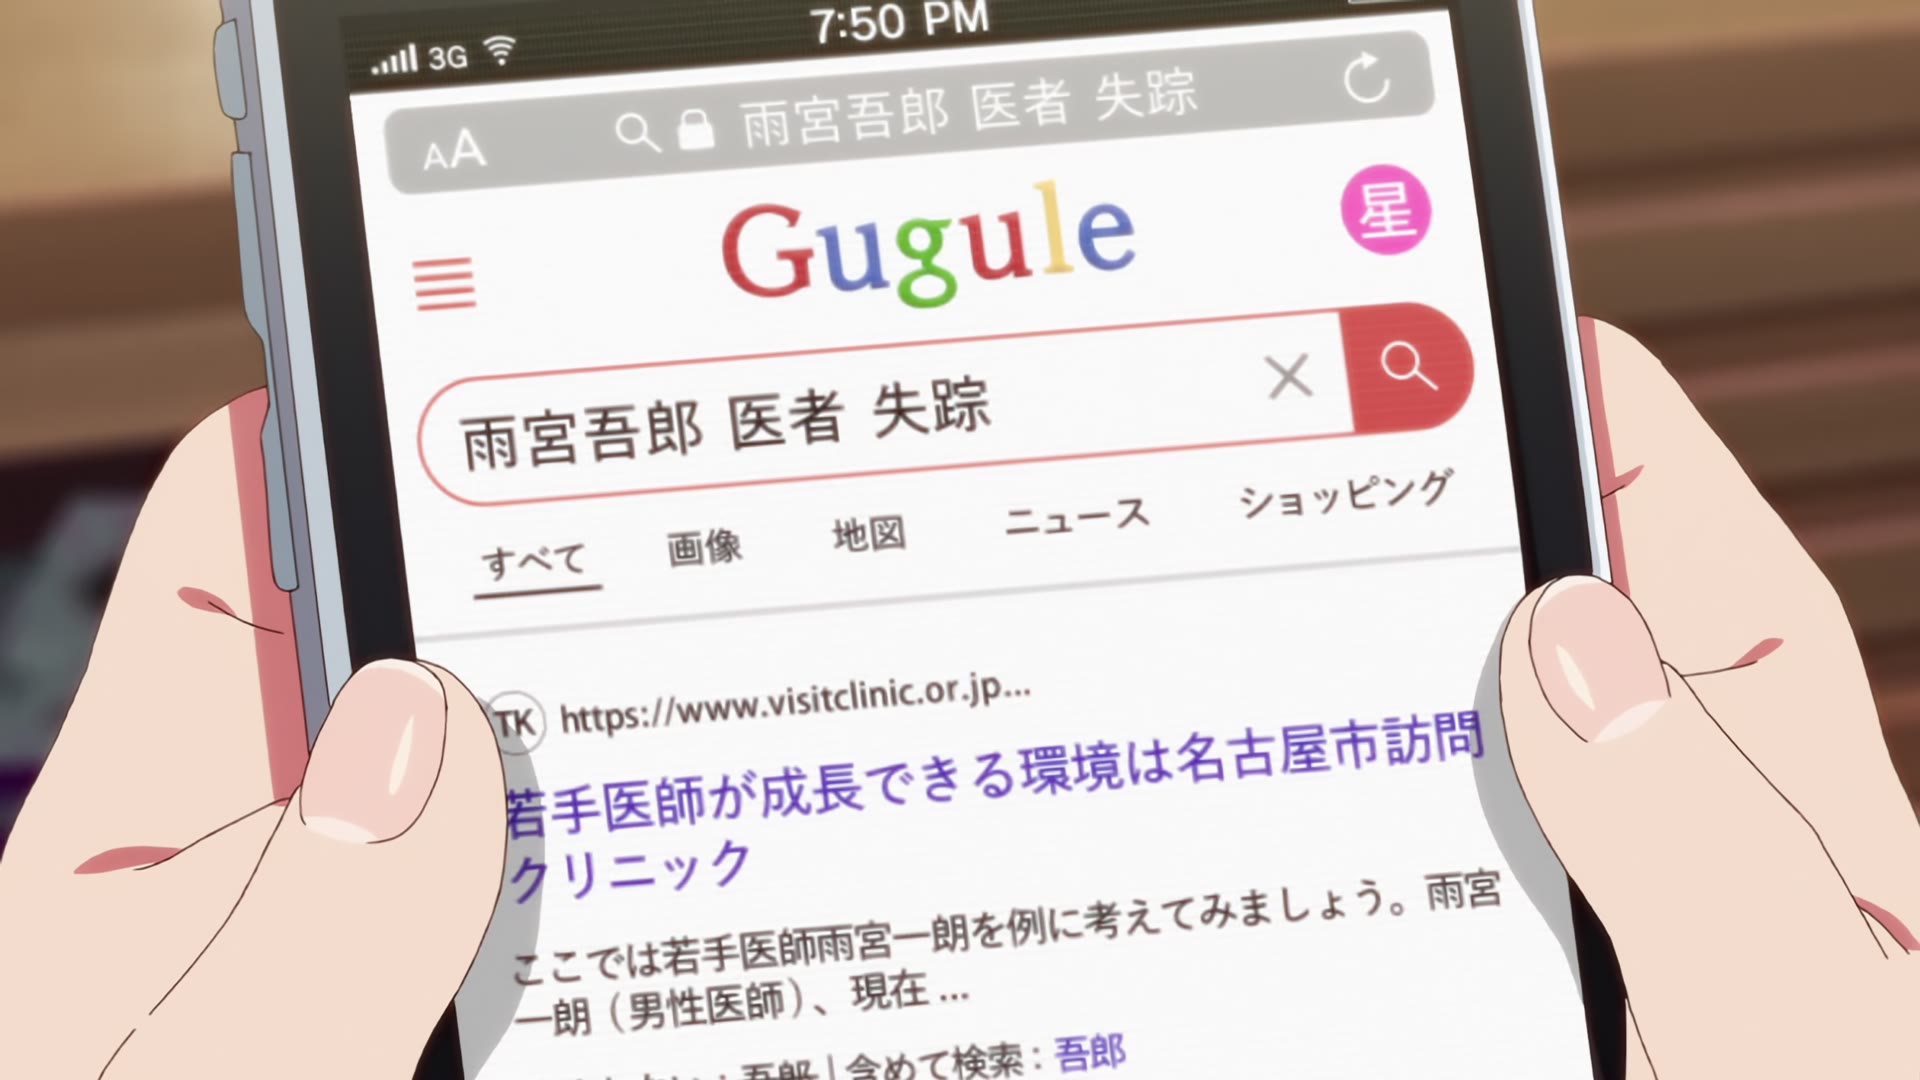 3G 7:50 PM
AA 雨宮吾郎 医者 失踪
Gugule 星
雨宮吾郎 医者 失踪
すべて 画像 地図 ニュース ショッピング
TK https://www.visitclinic.or.jp...
若手医師が成長できる環境は名古屋市訪問
クリニック
ここでは若手医師雨宮一朗を例に考えてみましょう。雨宮
一朗（男性医師）、現在 ...
吾郎 | 含めて検索：吾郎